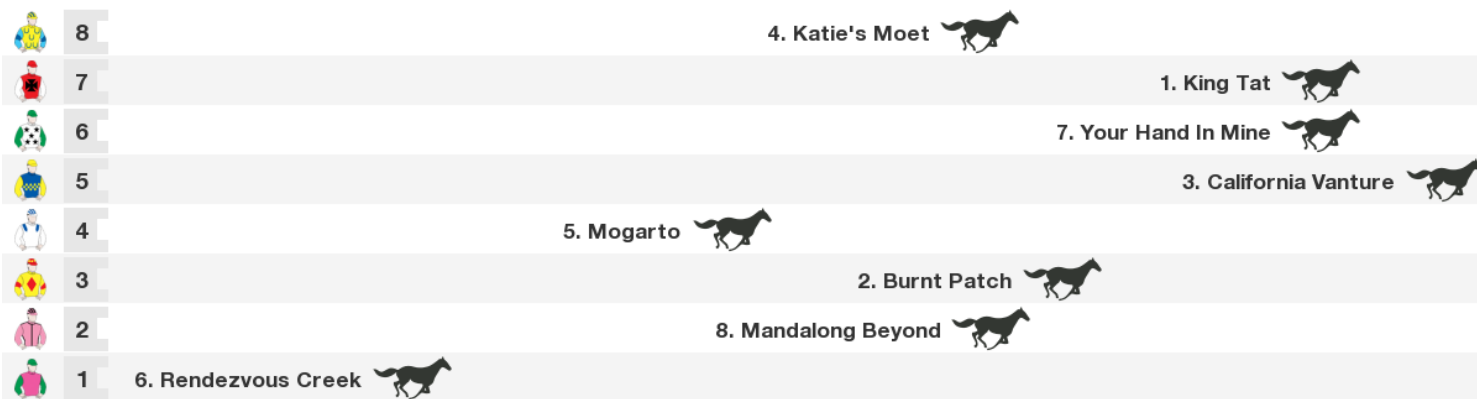 8 4. Katie's Moet
7 1. King Tat
6 7. Your Hand In Mine
5 3. California Vanture
4 5. Mogarto
3 2. Burnt Patch
2 8. Mandalong Beyond
1 6. Rendezvous Creek